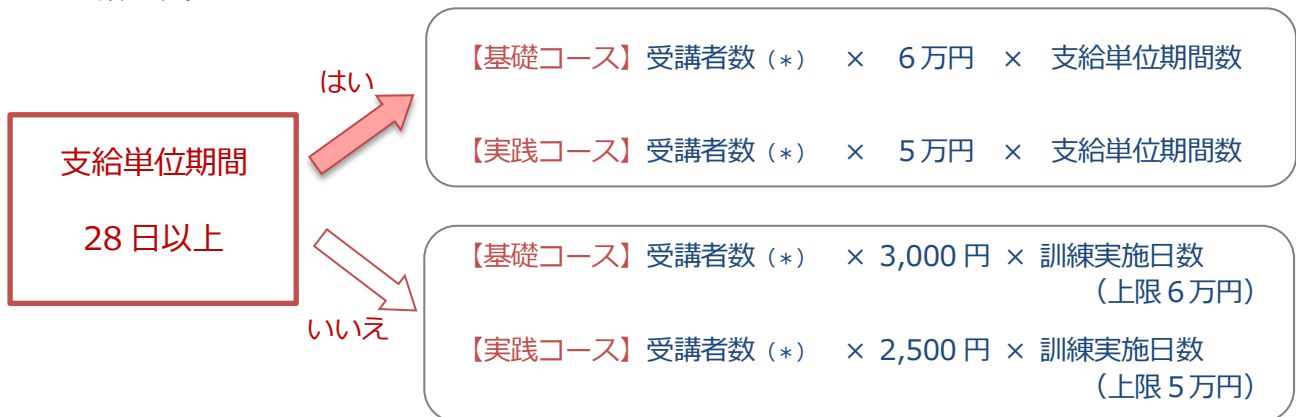 はい
【基礎コース】受講者数（*） × 6万円 × 支給単位期間数
【実践コース】受講者数（*） × 5万円 × 支給単位期間数
支給単位期間
28日以上
いいえ
【基礎コース】受講者数（*） × 3,000円 × 訓練実施日数
（上限6万円）
【実践コース】受講者数（*） × 2,500円 × 訓練実施日数
（上限5万円）